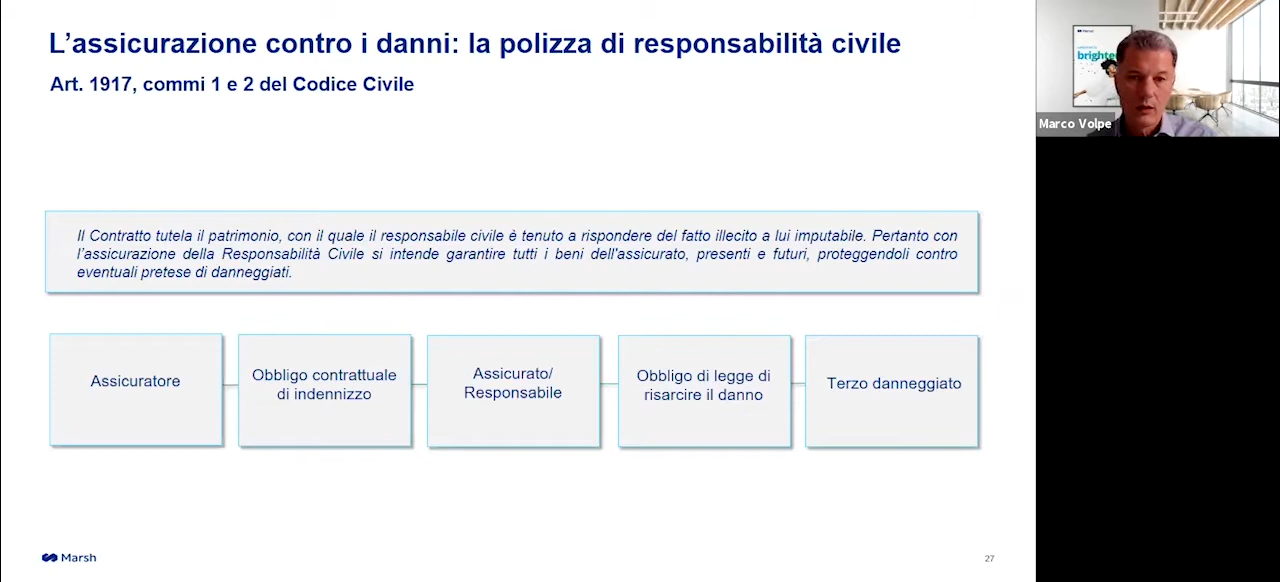 L’assicurazione contro i danni: la polizza di responsabilità civile
Art. 1917, commi 1 e 2 del Codice Civile
Il Contratto tutela il patrimonio, con il quale il responsabile civile è tenuto a rispondere del fatto illecito a lui imputabile. Pertanto con
l’assicurazione della Responsabilità Civile si intende garantire tutti i beni dell'assicurato, presenti e futuri, proteggendoli contro
eventuali pretese di danneggiati.
Assicuratore
Obbligo contrattuale
di indennizzo
Assicurato/
Responsabile
Obbligo di legge di
risarcire il danno
Terzo danneggiato
Marsh
27
Marco Volpe